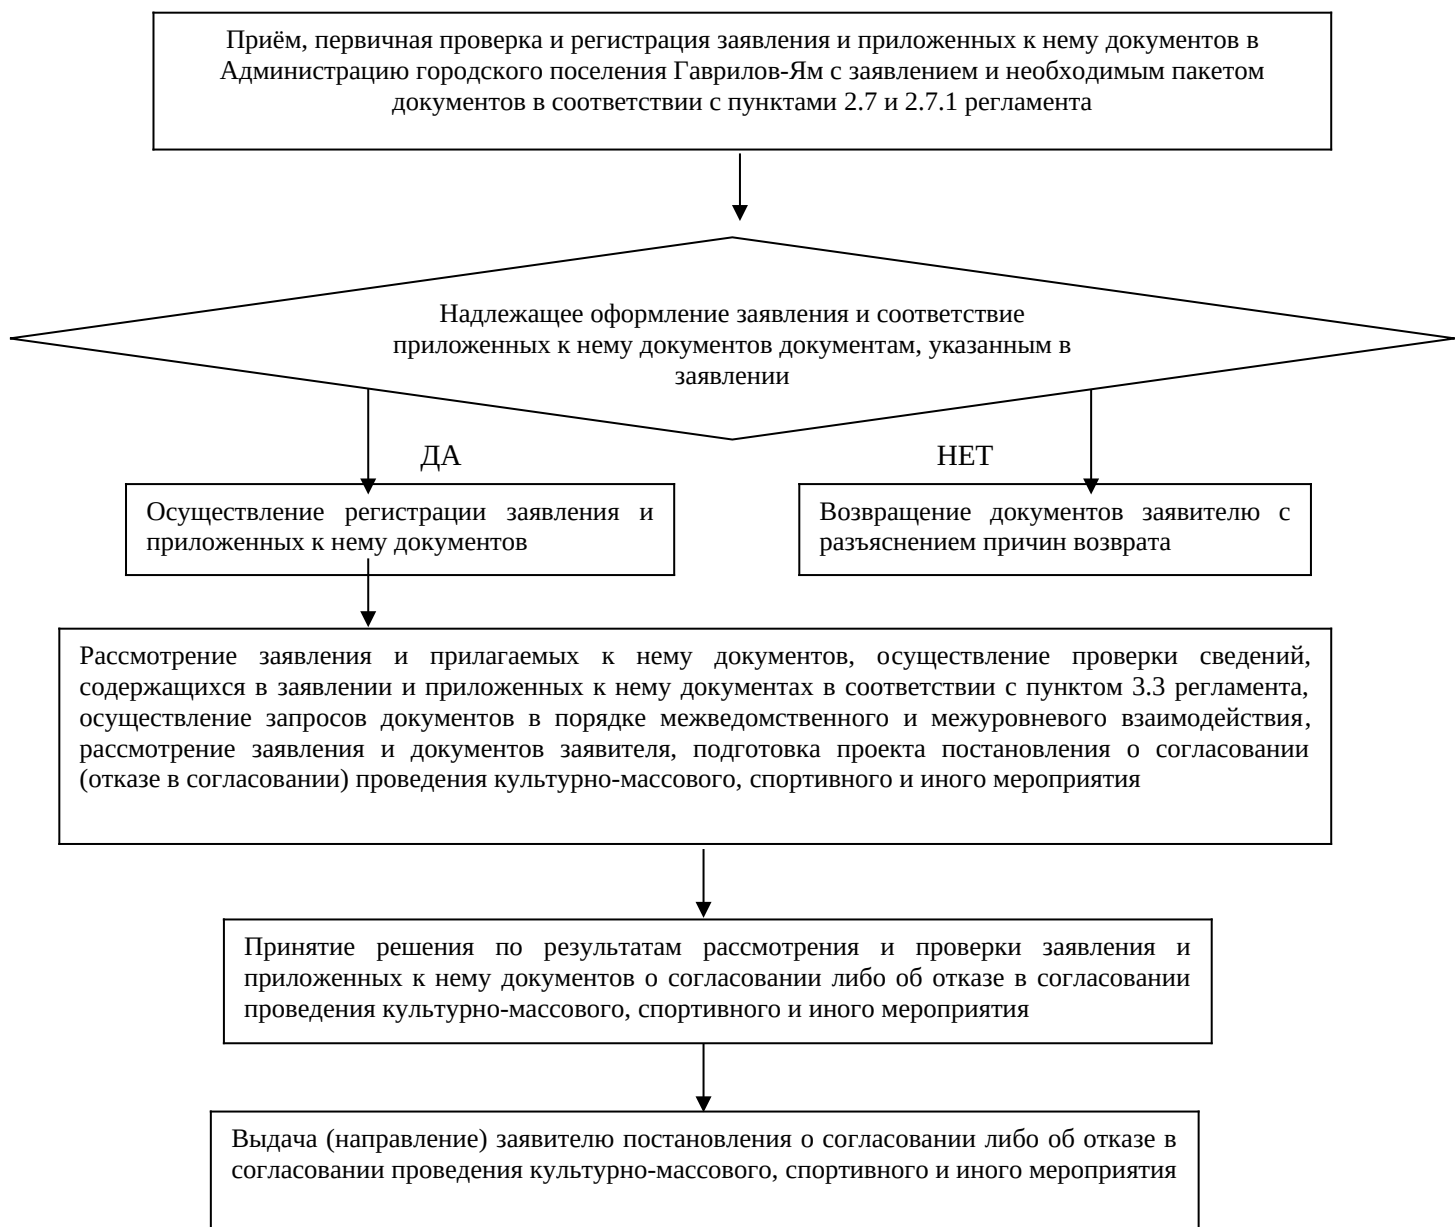 Приём, первичная проверка и регистрация заявления и приложенных к нему документов в
Администрацию городского поселения Гаврилов-Ям с заявлением и необходимым пакетом
документов в соответствии с пунктами 2.7 и 2.7.1 регламента
Надлежащее оформление заявления и соответствие
приложенных к нему документов документам, указанным в
заявлении
ДА
НЕТ
Осуществление регистрации заявления и
приложенных к нему документов
Возвращение документов заявителю с
разъяснением причин возврата
Рассмотрение заявления и прилагаемых к нему документов, осуществление проверки сведений,
содержащихся в заявлении и приложенных к нему документах в соответствии с пунктом 3.3 регламента,
осуществление запросов документов в порядке межведомственного и межуровневого взаимодействия,
рассмотрение заявления и документов заявителя, подготовка проекта постановления о согласовании
(отказе в согласовании) проведения культурно-массового, спортивного и иного мероприятия
Принятие решения по результатам рассмотрения и проверки заявления и
приложенных к нему документов о согласовании либо об отказе в согласовании
проведения культурно-массового, спортивного и иного мероприятия
Выдача (направление) заявителю постановления о согласовании либо об отказе в
согласовании проведения культурно-массового, спортивного и иного мероприятия